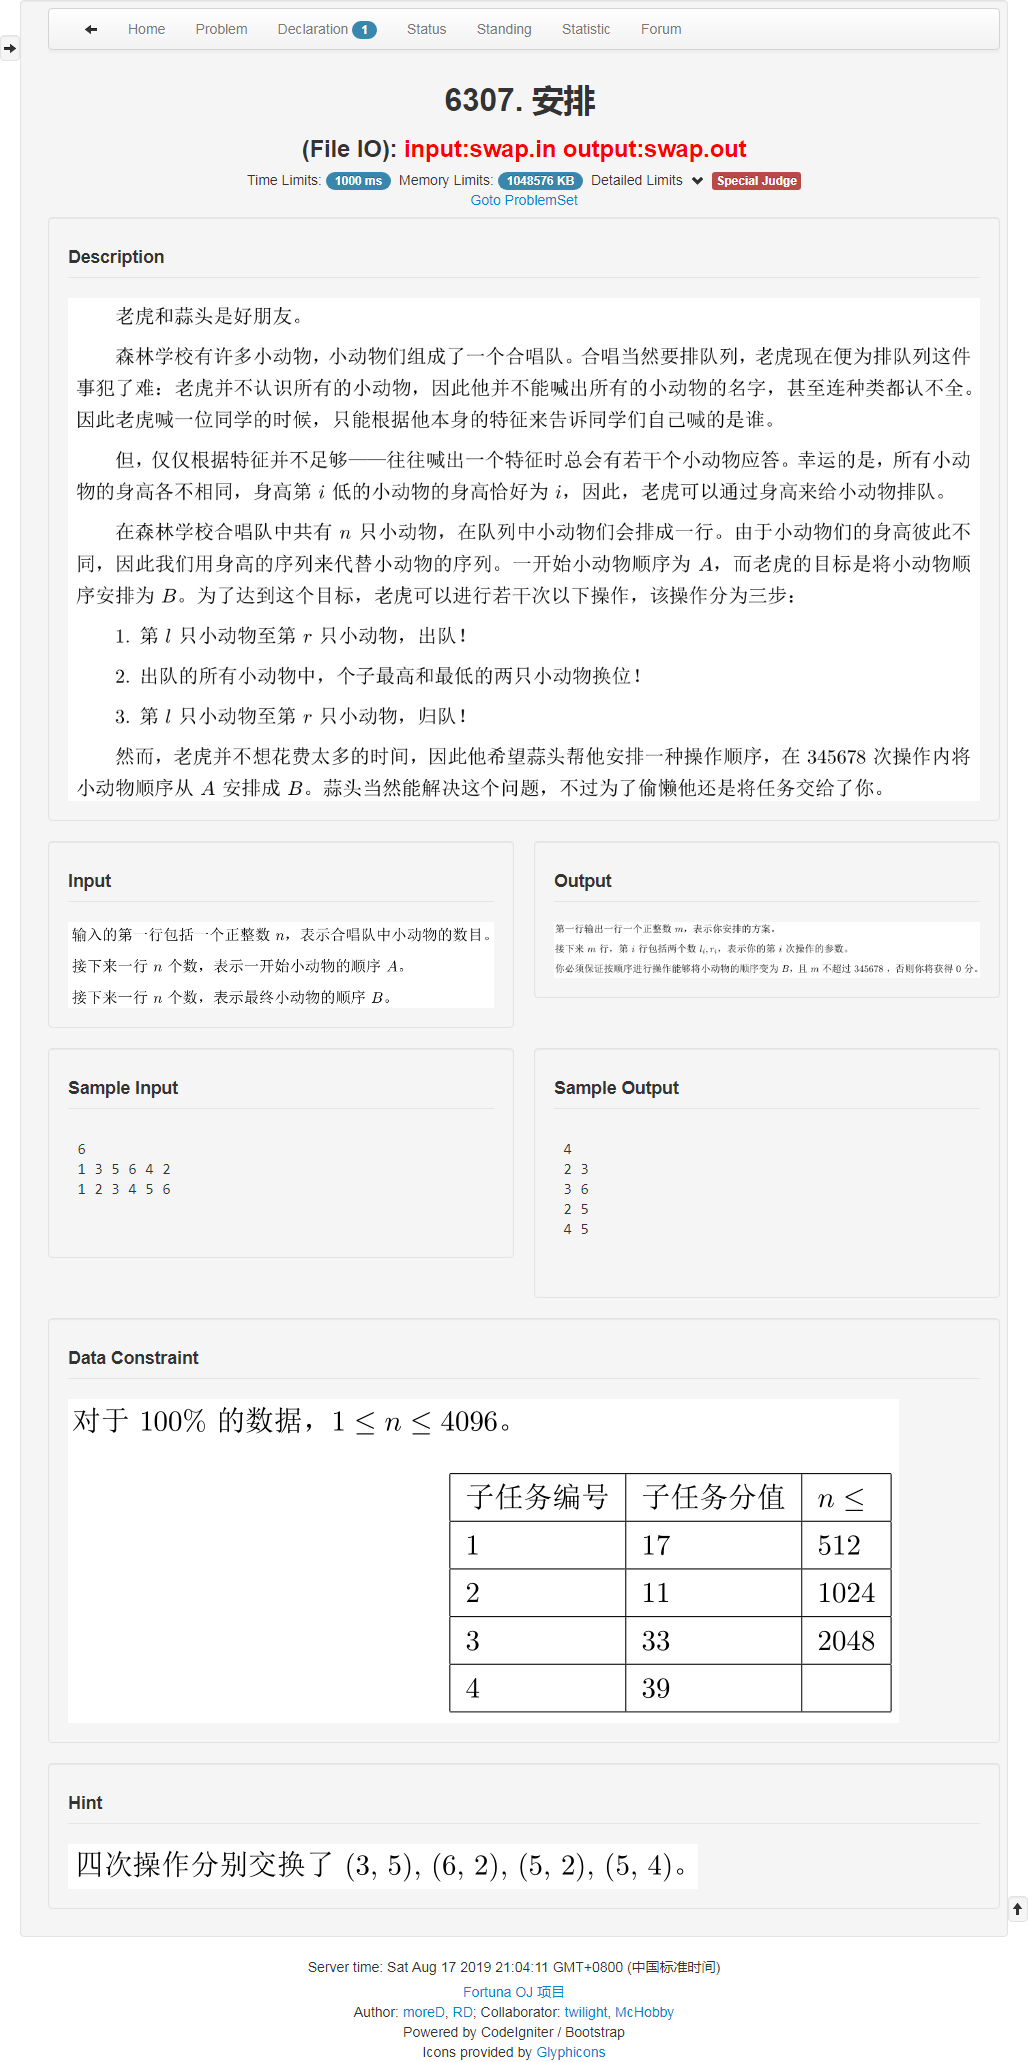 Home Problem Declaration 1 Status Standing Statistic Forum
6307. 安排
(File IO): input:swap.in output:swap.out
Time Limits: 1000 ms Memory Limits: 1048576 KB Detailed Limits Special Judge
Goto ProblemSet
Description
老虎和蒜头是好朋友。
森林学校有许多小动物，小动物们组成了一个合唱队。合唱当然要排队列，老虎现在便为排队列这件
事犯了难：老虎并不认识所有的小动物，因此他并不能喊出所有的小动物的名字，甚至连种类都认不全。
因此老虎喊一位同学的时候，只能根据他本身的特征来告诉同学们自己喊的是谁。
但，仅仅根据特征并不足够——往往喊出一个特征时总会有若干个小动物应答。幸运的是，所有小动
物的身高各不相同，身高第 i 低的小动物的身高恰好为 i，因此，老虎可以通过身高来给小动物排队。
在森林学校合唱队中共有 n 只小动物，在队列中小动物们会排成一行。由于小动物们的身高彼此不
同，因此我们用身高的序列来代替小动物的序列。一开始小动物顺序为 A，而老虎的目标是将小动物顺
序安排为 B。为了达到这个目标，老虎可以进行若干次以下操作，该操作分为三步：
1. 第 l 只小动物至第 r 只小动物，出队！
2. 出队的所有小动物中，个子最高和最低的两只小动物换位！
3. 第 l 只小动物至第 r 只小动物，归队！
然而，老虎并不想花费太多的时间，因此他希望蒜头帮他安排一种操作顺序，在 345678 次操作内将
小动物顺序从 A 安排成 B。蒜头当然能解决这个问题，不过为了偷懒他还是将任务交给了你。
Input
输入的第一行包括一个正整数 n，表示合唱队中小动物的数目。
接下来一行 n 个数，表示一开始小动物的顺序 A。
接下来一行 n 个数，表示最终小动物的顺序 B。
Output
第一行输出一行一个正整数 m，表示你安排的方案。
接下来 m 行，第 i 行包括两个数 li, ri，表示你的第 i 次操作的参数。
你必须保证按顺序进行操作能够将小动物的顺序变为 B，且 m 不超过 345678，否则你将获得 0 分。
Sample Input
6
1 3 5 6 4 2
1 2 3 4 5 6
Sample Output
4
2 3
3 6
2 5
4 5
Data Constraint
对于 100% 的数据，1 ≤ n ≤ 4096。
子任务编号 子任务分值 n ≤
1 17 512
2 11 1024
3 33 2048
4 39
Hint
四次操作分别交换了 (3, 5), (6, 2), (5, 2), (5, 4)。
Server time: Sat Aug 17 2019 21:04:11 GMT+0800 (中国标准时间)
Fortuna OJ 项目
Author: moreD, RD; Collaborator: twilight, McHobby
Powered by CodeIgniter / Bootstrap
Icons provided by Glyphicons